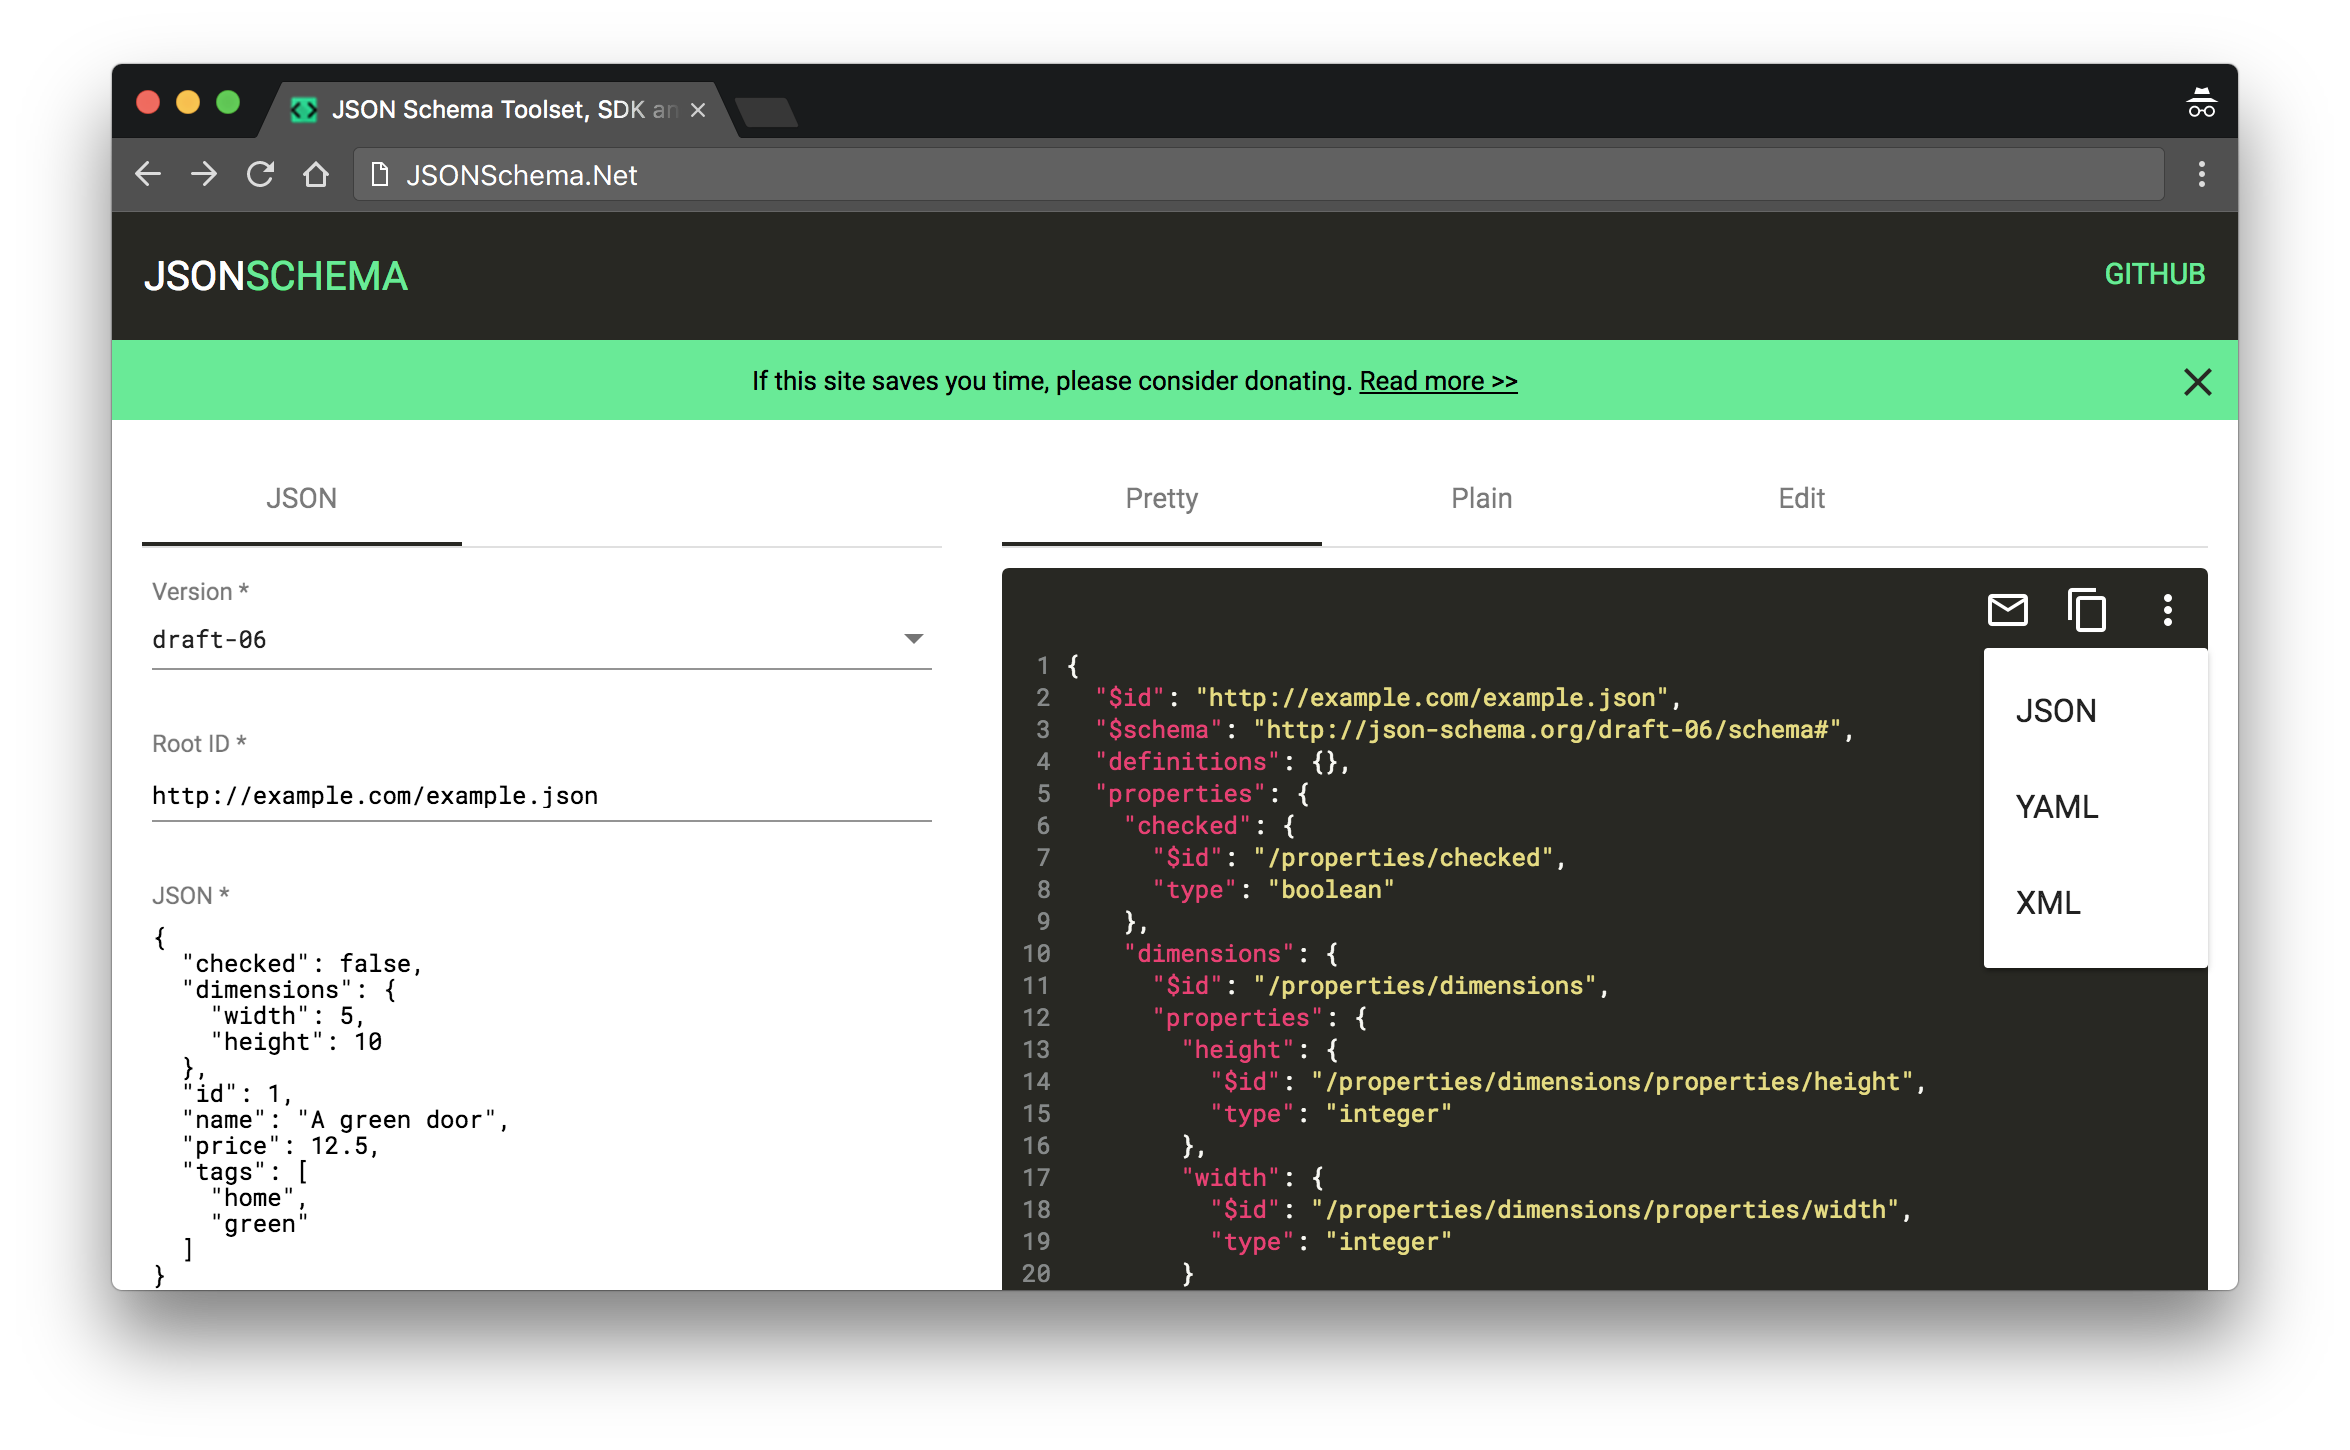 JSON Schema Toolset, SDK an
JSONSchema.Net
JSONSCHEMA
GITHUB
If this site saves you time, please consider donating. Read more >>
JSON
Version *
draft-06
Root ID *
http://example.com/example.json
JSON *
{
  "checked": false,
  "dimensions": {
    "width": 5,
    "height": 10
  },
  "id": 1,
  "name": "A green door",
  "price": 12.5,
  "tags": [
    "home",
    "green"
  ]
}
Pretty
Plain
Edit
1 {
2   "$id": "http://example.com/example.json",
3   "$schema": "http://json-schema.org/draft-06/schema#",
4   "definitions": {},
5   "properties": {
6     "checked": {
7       "$id": "/properties/checked",
8       "type": "boolean"
9     },
10     "dimensions": {
11       "$id": "/properties/dimensions",
12       "properties": {
13         "height": {
14           "$id": "/properties/dimensions/properties/height",
15           "type": "integer"
16         },
17         "width": {
18           "$id": "/properties/dimensions/properties/width",
19           "type": "integer"
20         }
JSON
YAML
XML